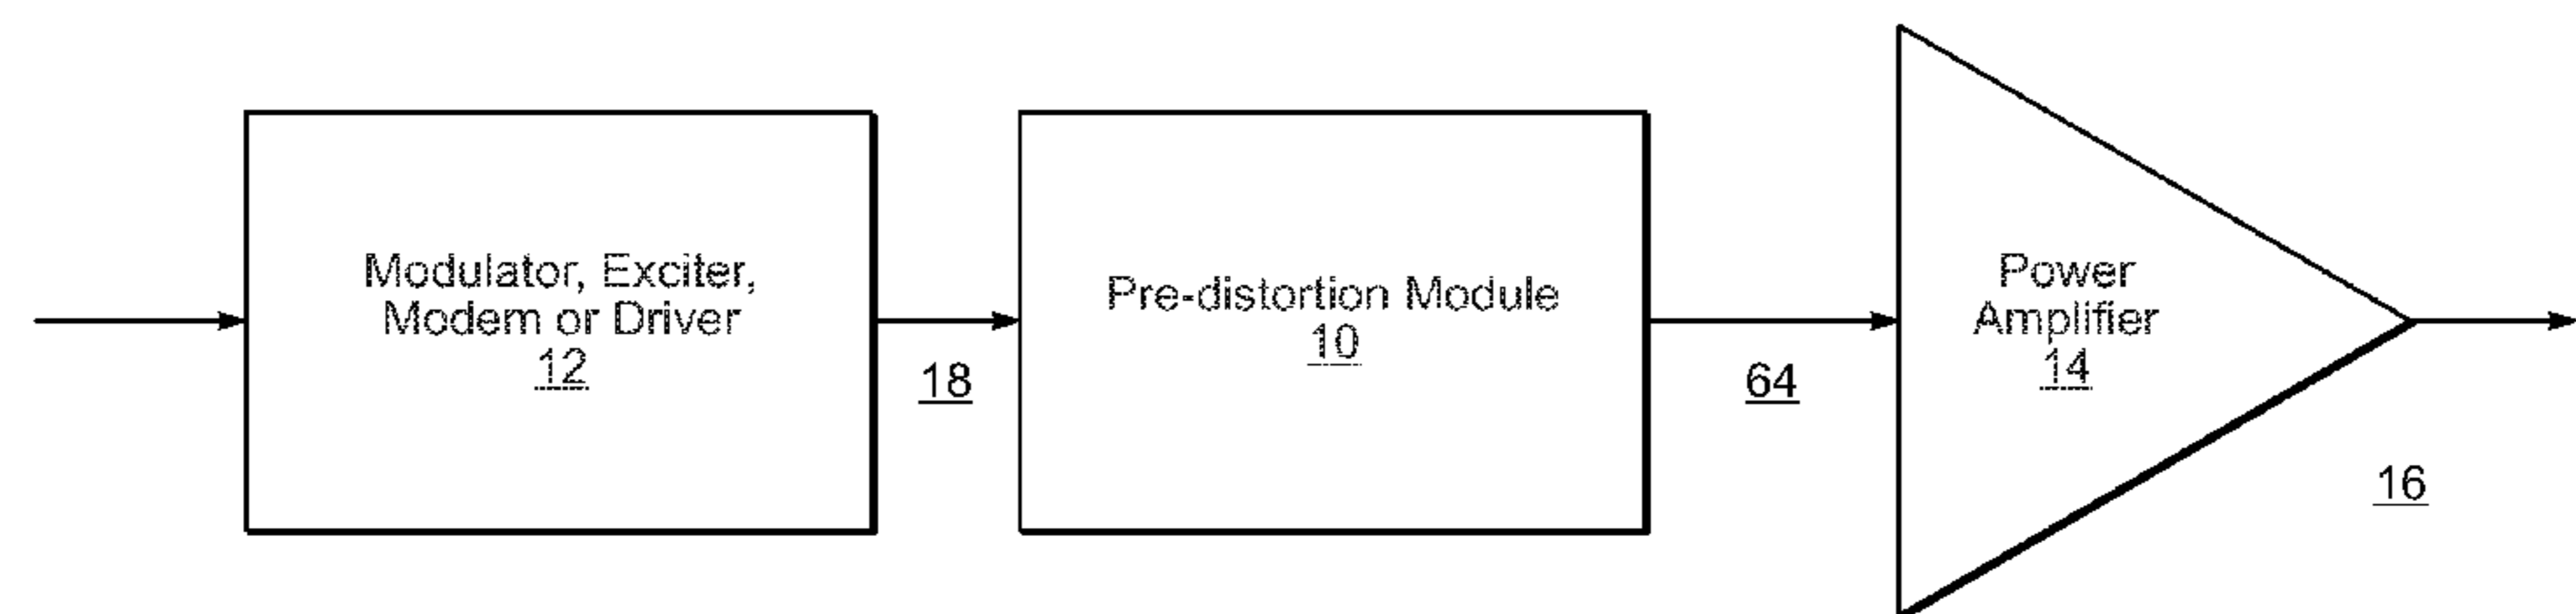 Modulator, Exciter,
Modem or Driver
12
18
Pre-distortion Module
10
64
Power
Amplifier
14
16